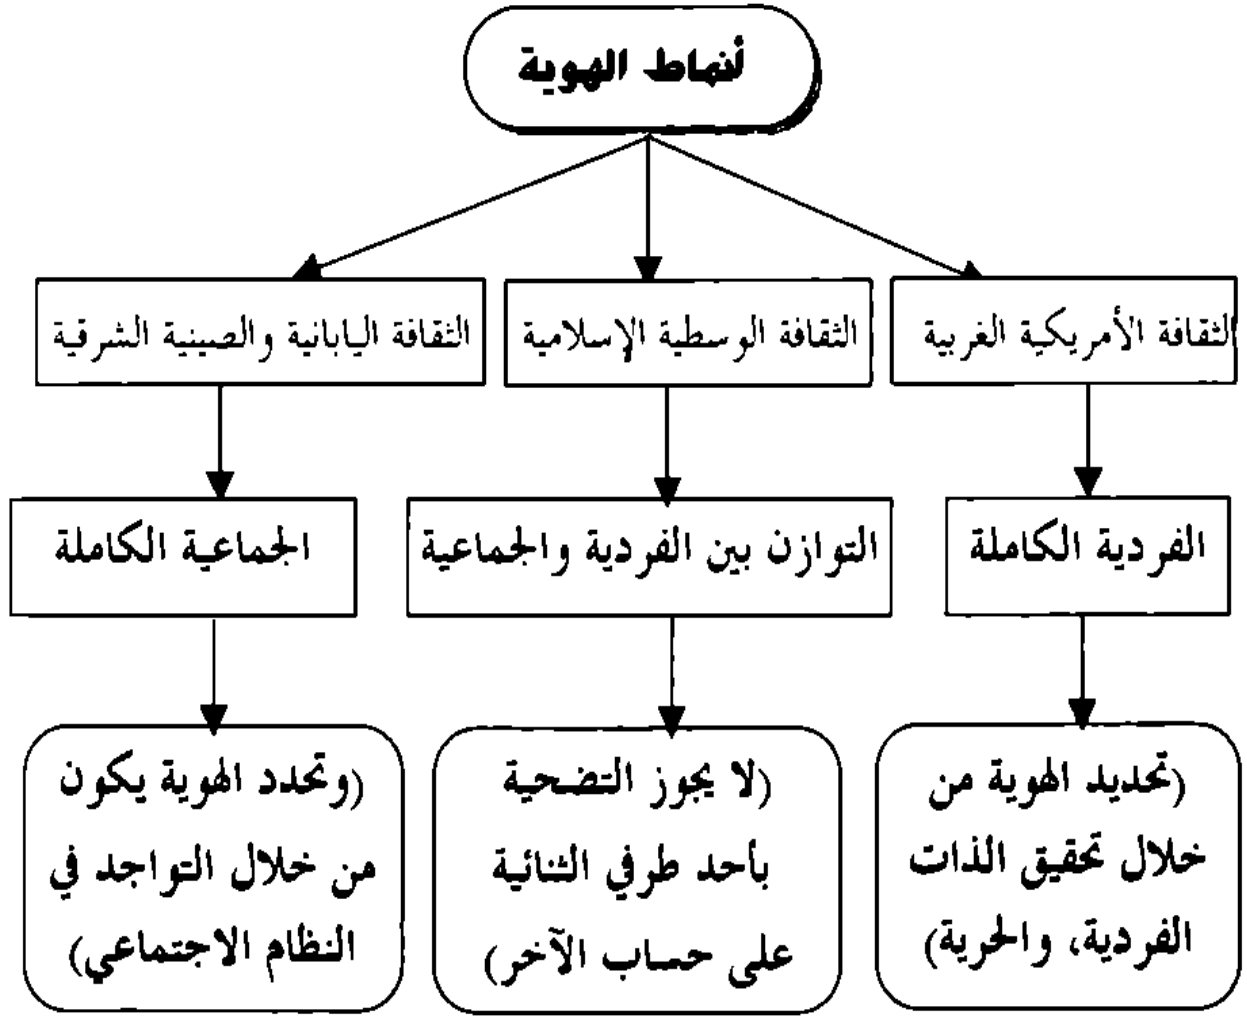 أنماط الهوية
الثقافة الأمريكية الغربية
الثقافة الوسطية الإسلامية
الثقافة اليابانية والصينية الشرقية
الفردية الكاملة
التوازن بين الفردية والجماعية
الجماعية الكاملة
(تحديد الهوية من
خلال تحقيق الذات
الفردية، والحرية)
(لا يجوز التضحية
بأحد طرفي الثنائية
على حساب الآخر)
(وتحدد الهوية يكون
من خلال التواجد في
النظام الاجتماعي)